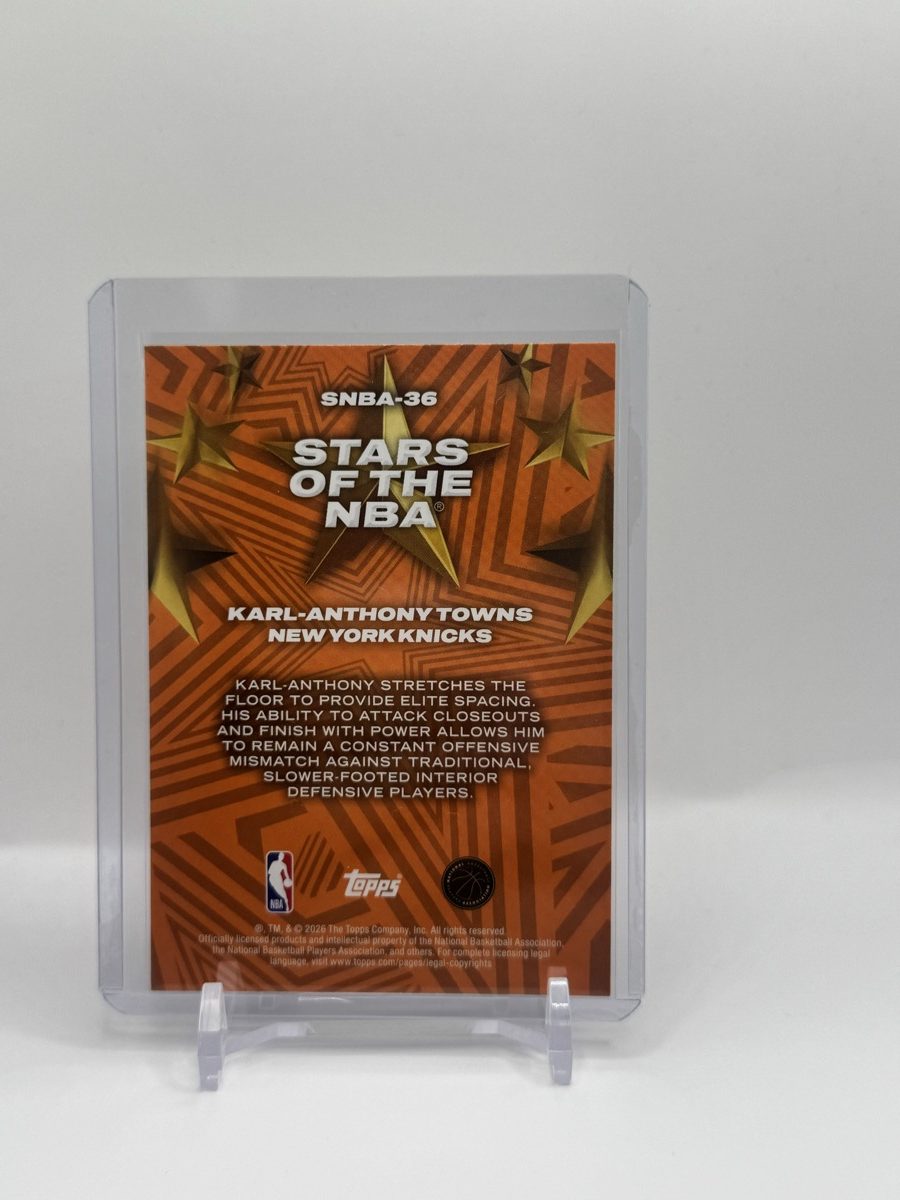 SNBA-36
STARS
OF THE
NBA®
KARL-ANTHONY TOWNS
NEW YORK KNICKS
KARL-ANTHONY STRETCHES THE
FLOOR TO PROVIDE ELITE SPACING.
HIS ABILITY TO ATTACK CLOSEOUTS
AND FINISH WITH POWER ALLOWS HIM
TO REMAIN A CONSTANT OFFENSIVE
MISMATCH AGAINST TRADITIONAL,
SLOWER-FOOTED INTERIOR
DEFENSIVE PLAYERS.
NBA
topps®
®, TM, & © 2026 The Topps Company, Inc. All rights reserved.
Officially licensed products and intellectual property of the National Basketball Association,
the National Basketball Players Association, and others. For complete licensing legal
language, visit www.topps.com/pages/legal-copyrights